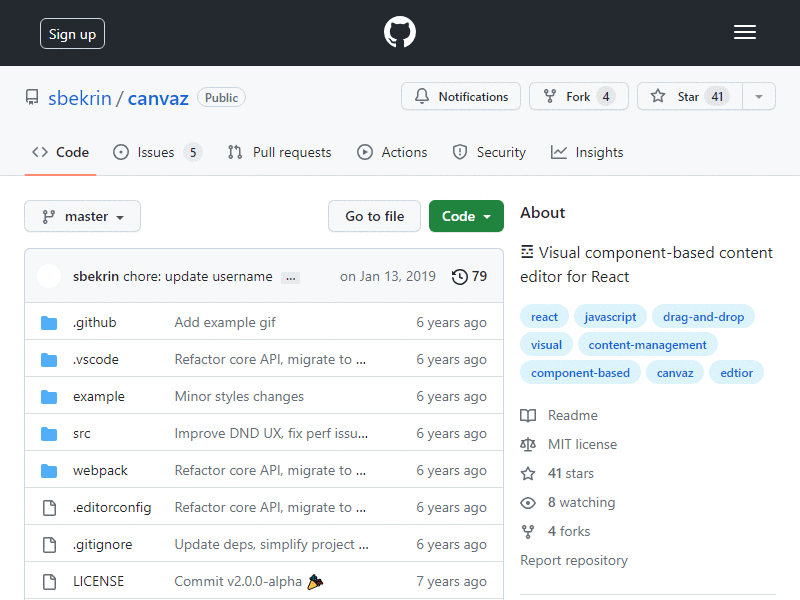 Sign up
sbekrin / canvaz Public
Notifications Fork 4 Star 41
Code Issues 5 Pull requests Actions Security Insights
master Go to file Code
sbekrin chore: update username ... on Jan 13, 2019 79
.github Add example gif 6 years ago
.vscode Refactor core API, migrate to ... 6 years ago
example Minor styles changes 6 years ago
src Improve DND UX, fix perf issu... 6 years ago
webpack Refactor core API, migrate to ... 6 years ago
.editorconfig Refactor core API, migrate to ... 6 years ago
.gitignore Update deps, simplify project ... 6 years ago
LICENSE Commit v2.0.0-alpha 7 years ago
About
Visual component-based content
editor for React
react javascript drag-and-drop
visual content-management
component-based canvaz edtior
Readme
MIT license
41 stars
8 watching
4 forks
Report repository